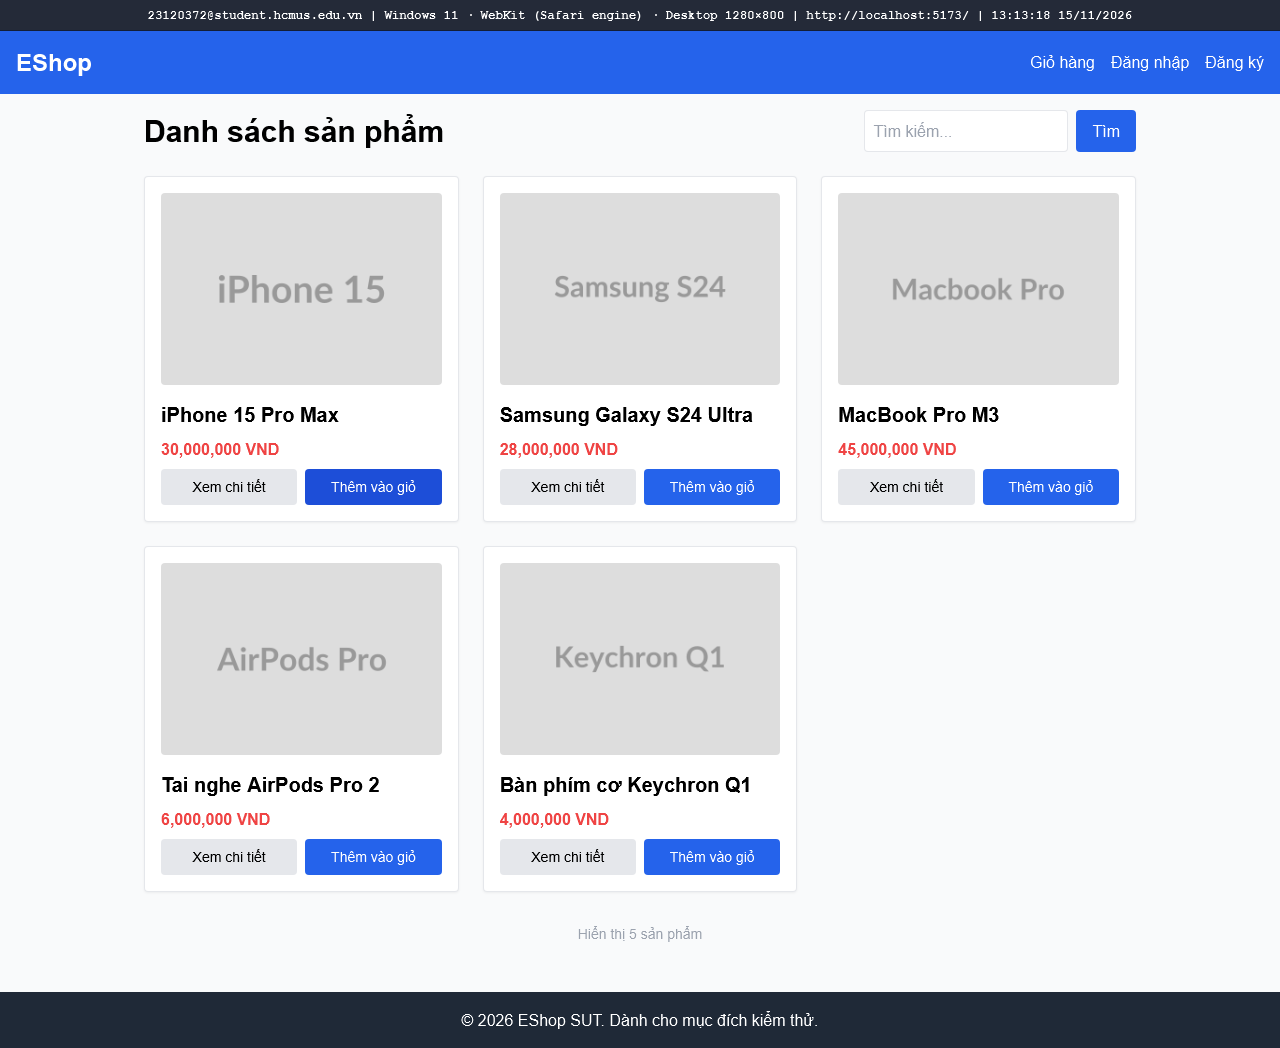 23120372@student.hcmus.edu.vn | Windows 11 · WebKit (Safari engine) · Desktop 1280×800 | http://localhost:5173/ | 13:13:18 15/11/2026
EShop
Giỏ hàng Đăng nhập Đăng ký
Danh sách sản phẩm
Tìm kiếm... Tìm
iPhone 15 Samsung S24 Macbook Pro
iPhone 15 Pro Max Samsung Galaxy S24 Ultra MacBook Pro M3
30,000,000 VND 28,000,000 VND 45,000,000 VND
Xem chi tiết Thêm vào giỏ Xem chi tiết Thêm vào giỏ Xem chi tiết Thêm vào giỏ
AirPods Pro Keychron Q1
Tai nghe AirPods Pro 2 Bàn phím cơ Keychron Q1
6,000,000 VND 4,000,000 VND
Xem chi tiết Thêm vào giỏ Xem chi tiết Thêm vào giỏ
Hiển thị 5 sản phẩm
© 2026 EShop SUT. Dành cho mục đích kiểm thử.